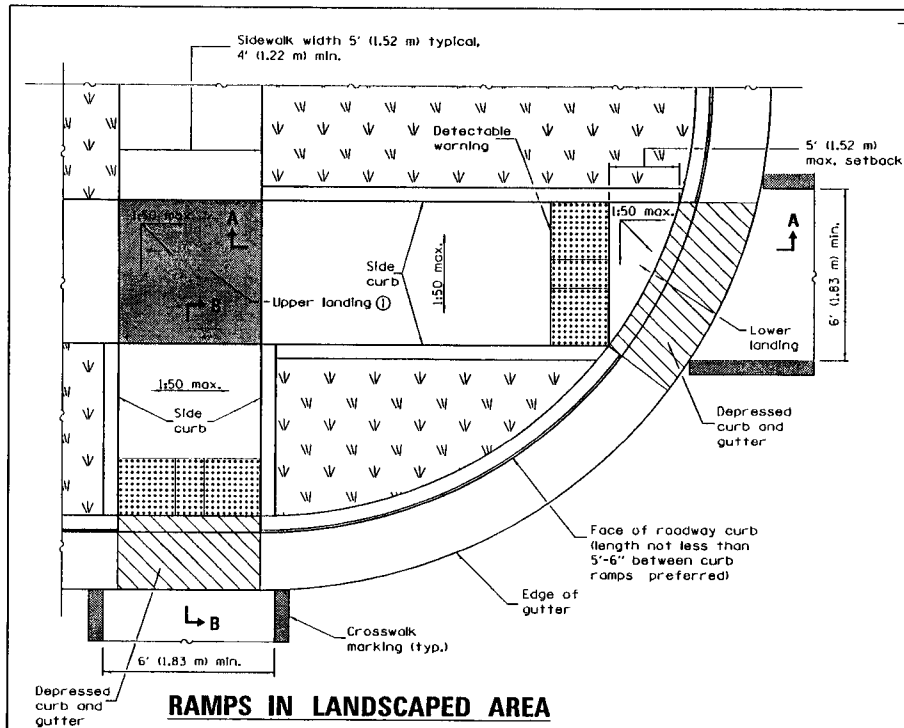 Sidewalk width 5' (1.52 m) typical,
4' (1.22 m) min.
Detectable
warning
5' (1.52 m)
max. setback
1:50 max.
A
1:50 max.
A
Side
curb
1:50 max.
6' (1.83 m) min.
B
Upper landing ①
Lower
landing
1:50 max.
Side
curb
Depressed
curb and
gutter
Face of roadway curb
(length not less than
5'-6" between curb
ramps preferred)
Edge of
gutter
B
Crosswalk
marking (typ.)
6' (1.83 m) min.
Depressed
curb and
gutter
RAMPS IN LANDSCAPED AREA